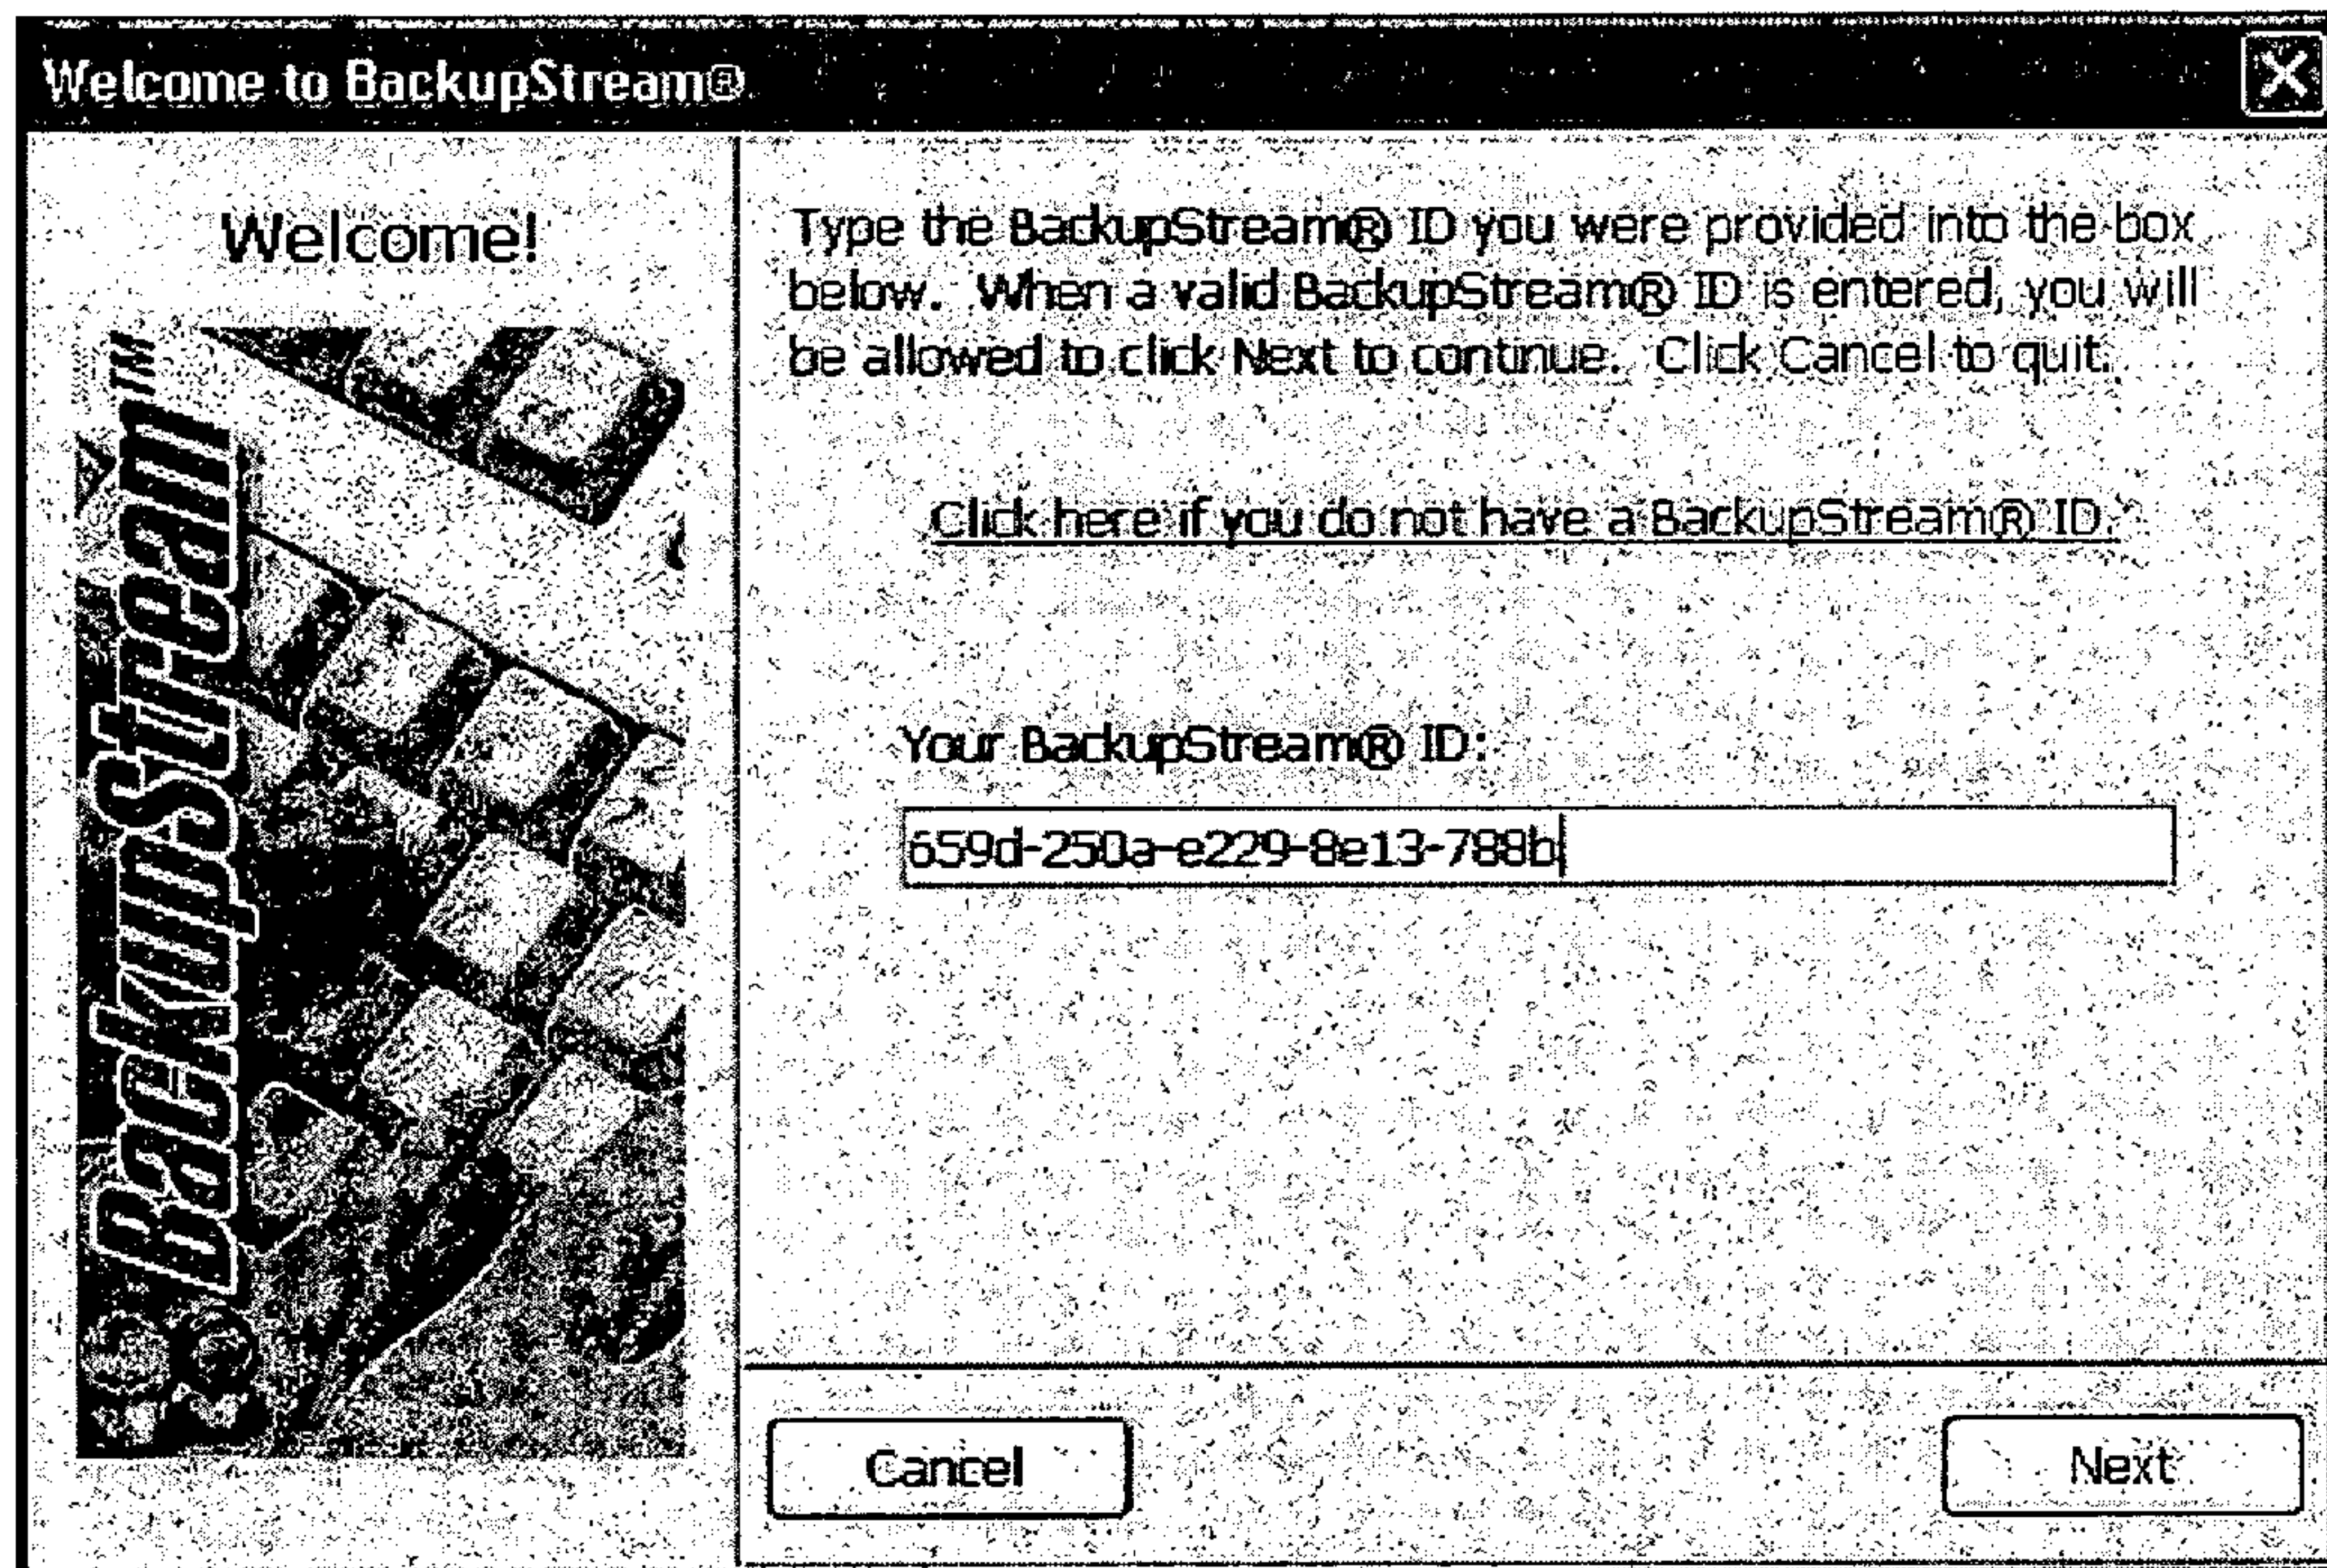 Welcome to BackupStream®
Welcome!
BackupStream™
Type the BackupStream® ID you were provided into the box
below. When a valid BackupStream® ID is entered, you will
be allowed to click Next to continue. Click Cancel to quit.
Click here if you do not have a BackupStream® ID.
Your BackupStream® ID:
659d-250a-e229-8e13-788b
Cancel
Next